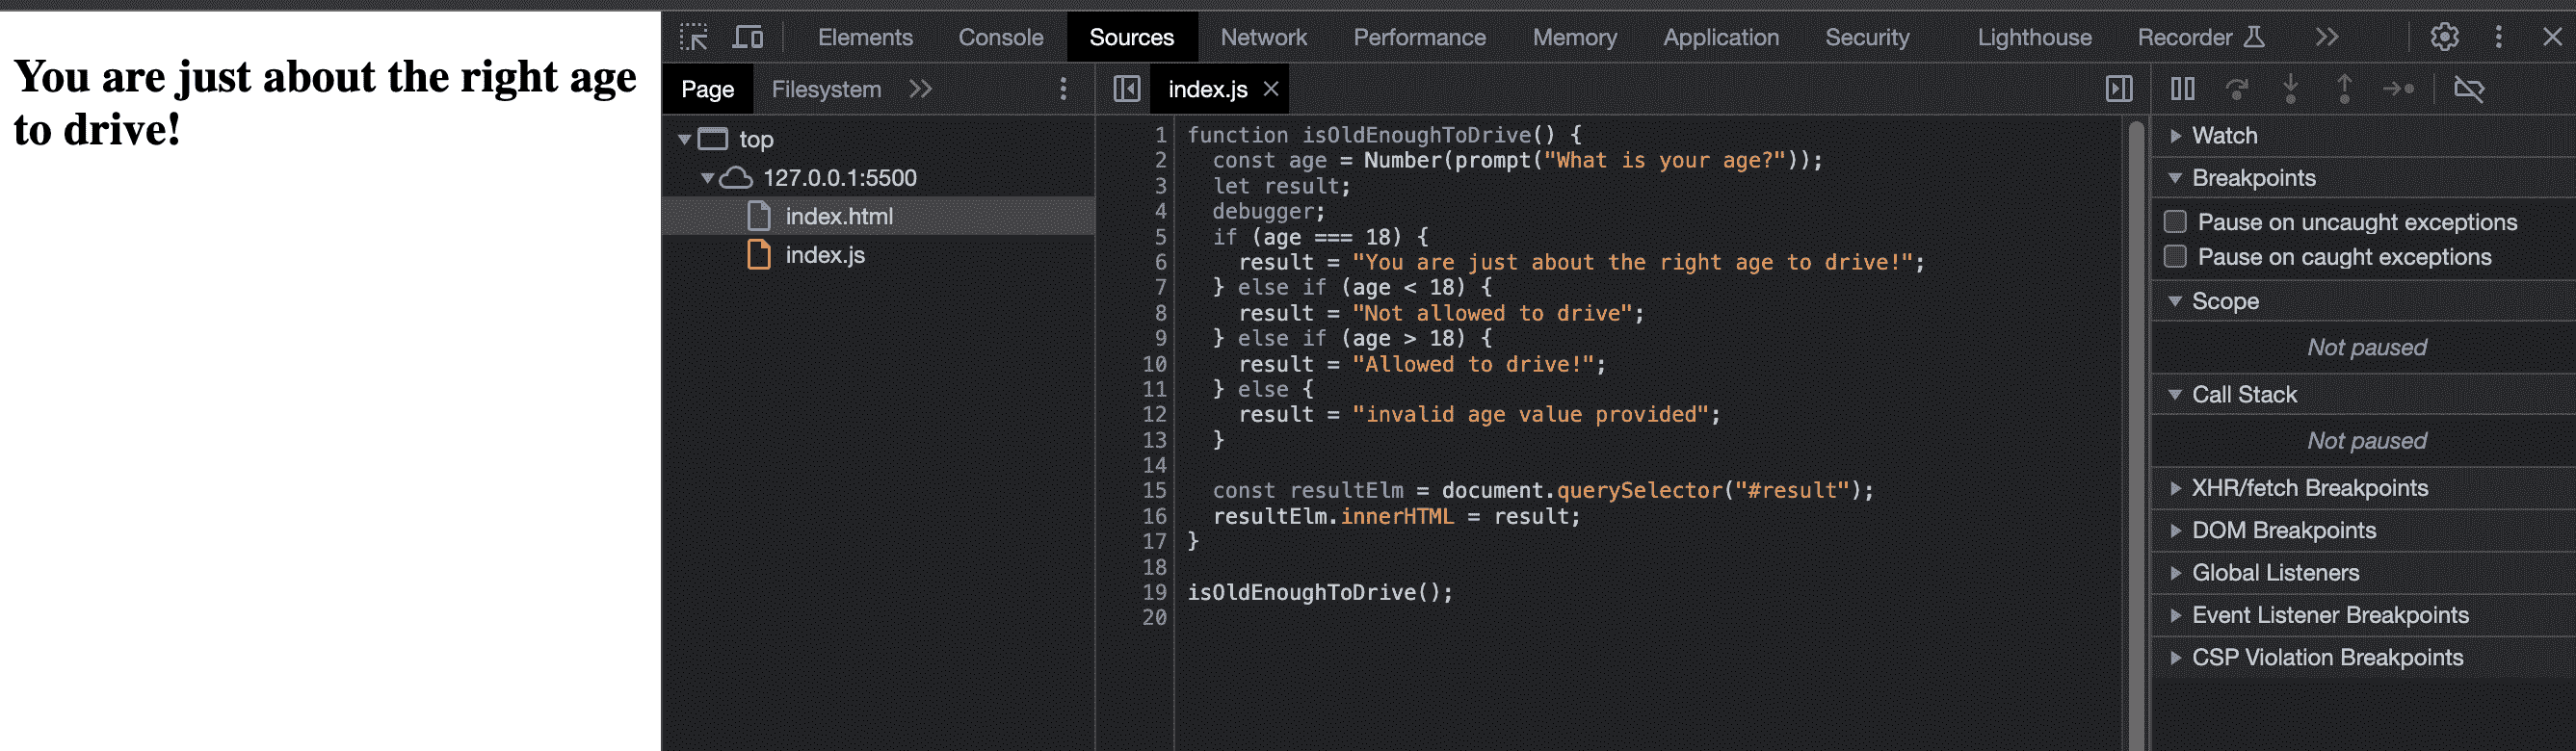 You are just about the right age
to drive!
Elements Console Sources Network Performance Memory Application Security Lighthouse Recorder
Page Filesystem
top
127.0.0.1:5500
index.html
index.js
index.js
1 function isOldEnoughToDrive() {
2   const age = Number(prompt("What is your age?"));
3   let result;
4   debugger;
5   if (age === 18) {
6     result = "You are just about the right age to drive!";
7   } else if (age < 18) {
8     result = "Not allowed to drive";
9   } else if (age > 18) {
10     result = "Allowed to drive!";
11   } else {
12     result = "invalid age value provided";
13   }
14
15   const resultElm = document.querySelector("#result");
16   resultElm.innerHTML = result;
17 }
18
19 isOldEnoughToDrive();
20
Watch
Breakpoints
Pause on uncaught exceptions
Pause on caught exceptions
Scope
Not paused
Call Stack
Not paused
XHR/fetch Breakpoints
DOM Breakpoints
Global Listeners
Event Listener Breakpoints
CSP Violation Breakpoints